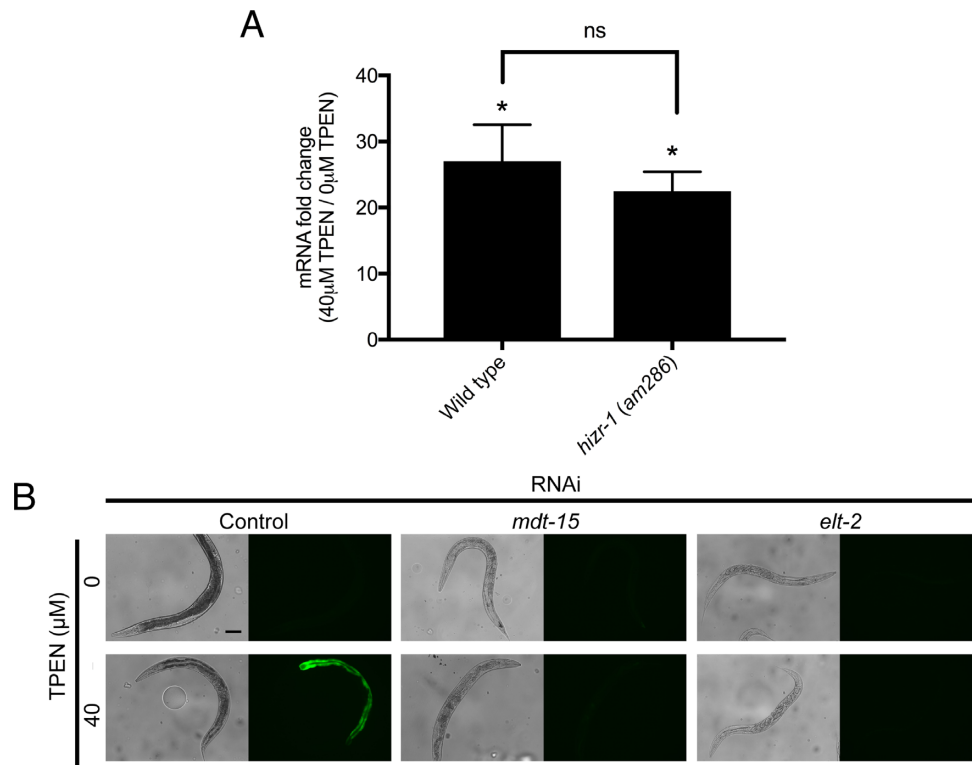 A
ns
40
30
20
10
0
mRNA fold change
(40μM TPEN / 0μM TPEN)
*
*
Wild type
hizr-1 (am286)
B
RNAi
Control mdt-15 elt-2
TPEN (μM)
0
40